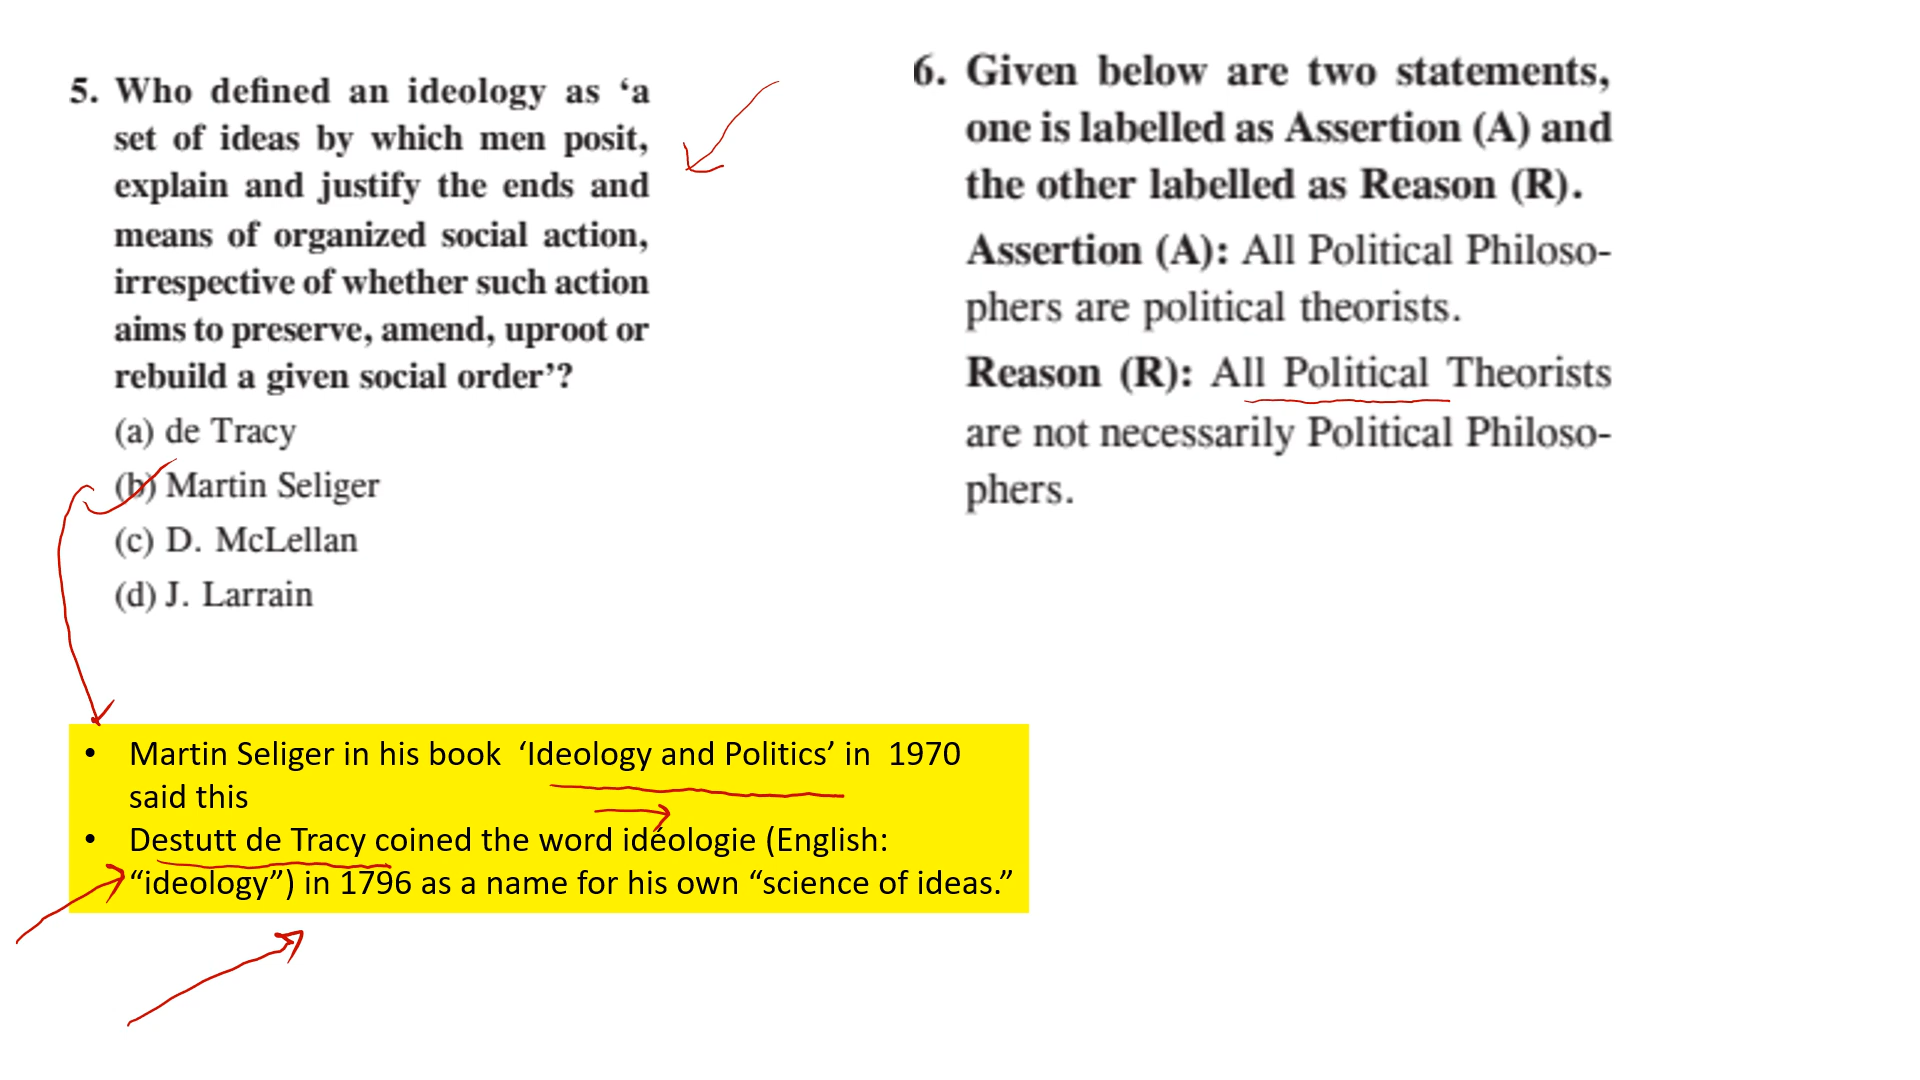 5. Who defined an ideology as ‘a
set of ideas by which men posit,
explain and justify the ends and
means of organized social action,
irrespective of whether such action
aims to preserve, amend, uproot or
rebuild a given social order’?
(a) de Tracy
(b) Martin Seliger
(c) D. McLellan
(d) J. Larrain
6. Given below are two statements,
one is labelled as Assertion (A) and
the other labelled as Reason (R).
Assertion (A): All Political Philoso-
phers are political theorists.
Reason (R): All Political Theorists
are not necessarily Political Philoso-
phers.
• Martin Seliger in his book ‘Ideology and Politics’ in 1970
said this
• Destutt de Tracy coined the word idéologie (English:
“ideology”) in 1796 as a name for his own “science of ideas.”